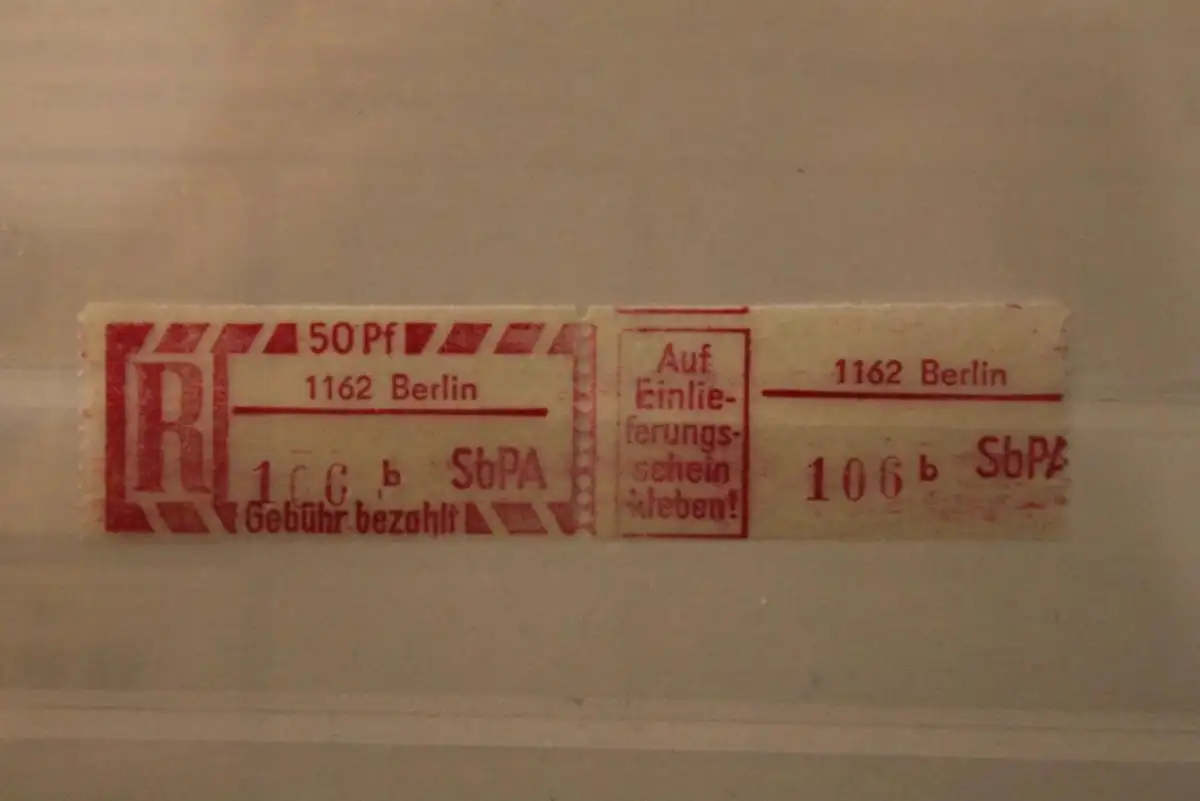 50 Pf
R
1162 Berlin
106 b SbPA
Gebühr bezahlt
Auf
Einlie-
ferungs-
schein
kleben!
1162 Berlin
106 b SbPA